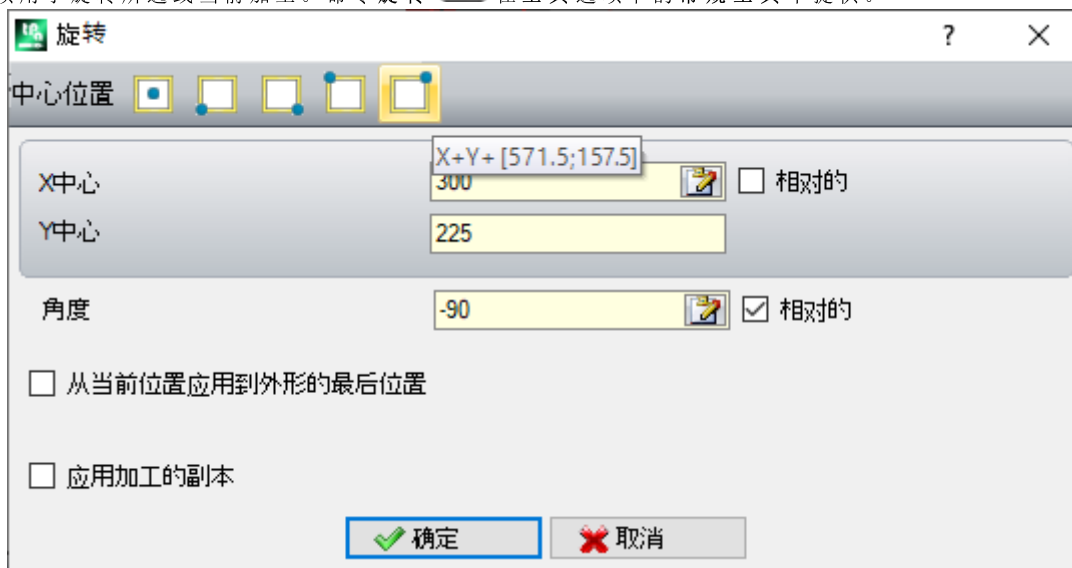 旋转
?
中心位置
X+Y+ [571.5;157.5]
X中心
300
相对的
Y中心
225
角度
-90
相对的
从当前位置应用到外形的最后位置
应用加工的副本
确定
取消